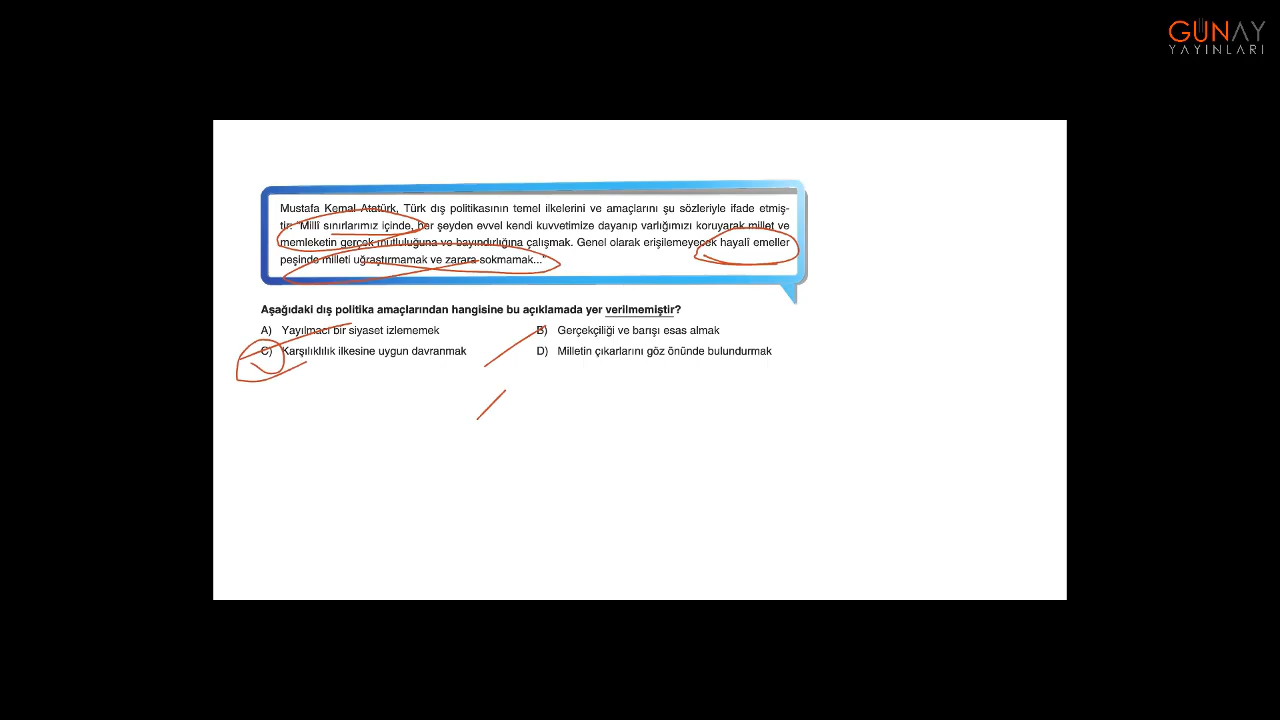 GÜNAY
YAYINLARI
Mustafa Kemal Atatürk, Türk dış politikasının temel ilkelerini ve amaçlarını şu sözleriyle ifade etmiş-
tir: "Millî sınırlarımız içinde, her şeyden evvel kendi kuvvetimize dayanıp varlığımızı koruyarak millet ve
memleketin gerçek mutluluğuna ve bayındırlığına çalışmak. Genel olarak erişilemeyecek hayalî emeller
peşinde milleti uğraştırmamak ve zarara sokmamak..."
Aşağıdaki dış politika amaçlarından hangisine bu açıklamada yer verilmemiştir?
A) Yayılmacı bir siyaset izlememek
B) Gerçekçiliği ve barışı esas almak
C) Karşılıklılık ilkesine uygun davranmak
D) Milletin çıkarlarını göz önünde bulundurmak